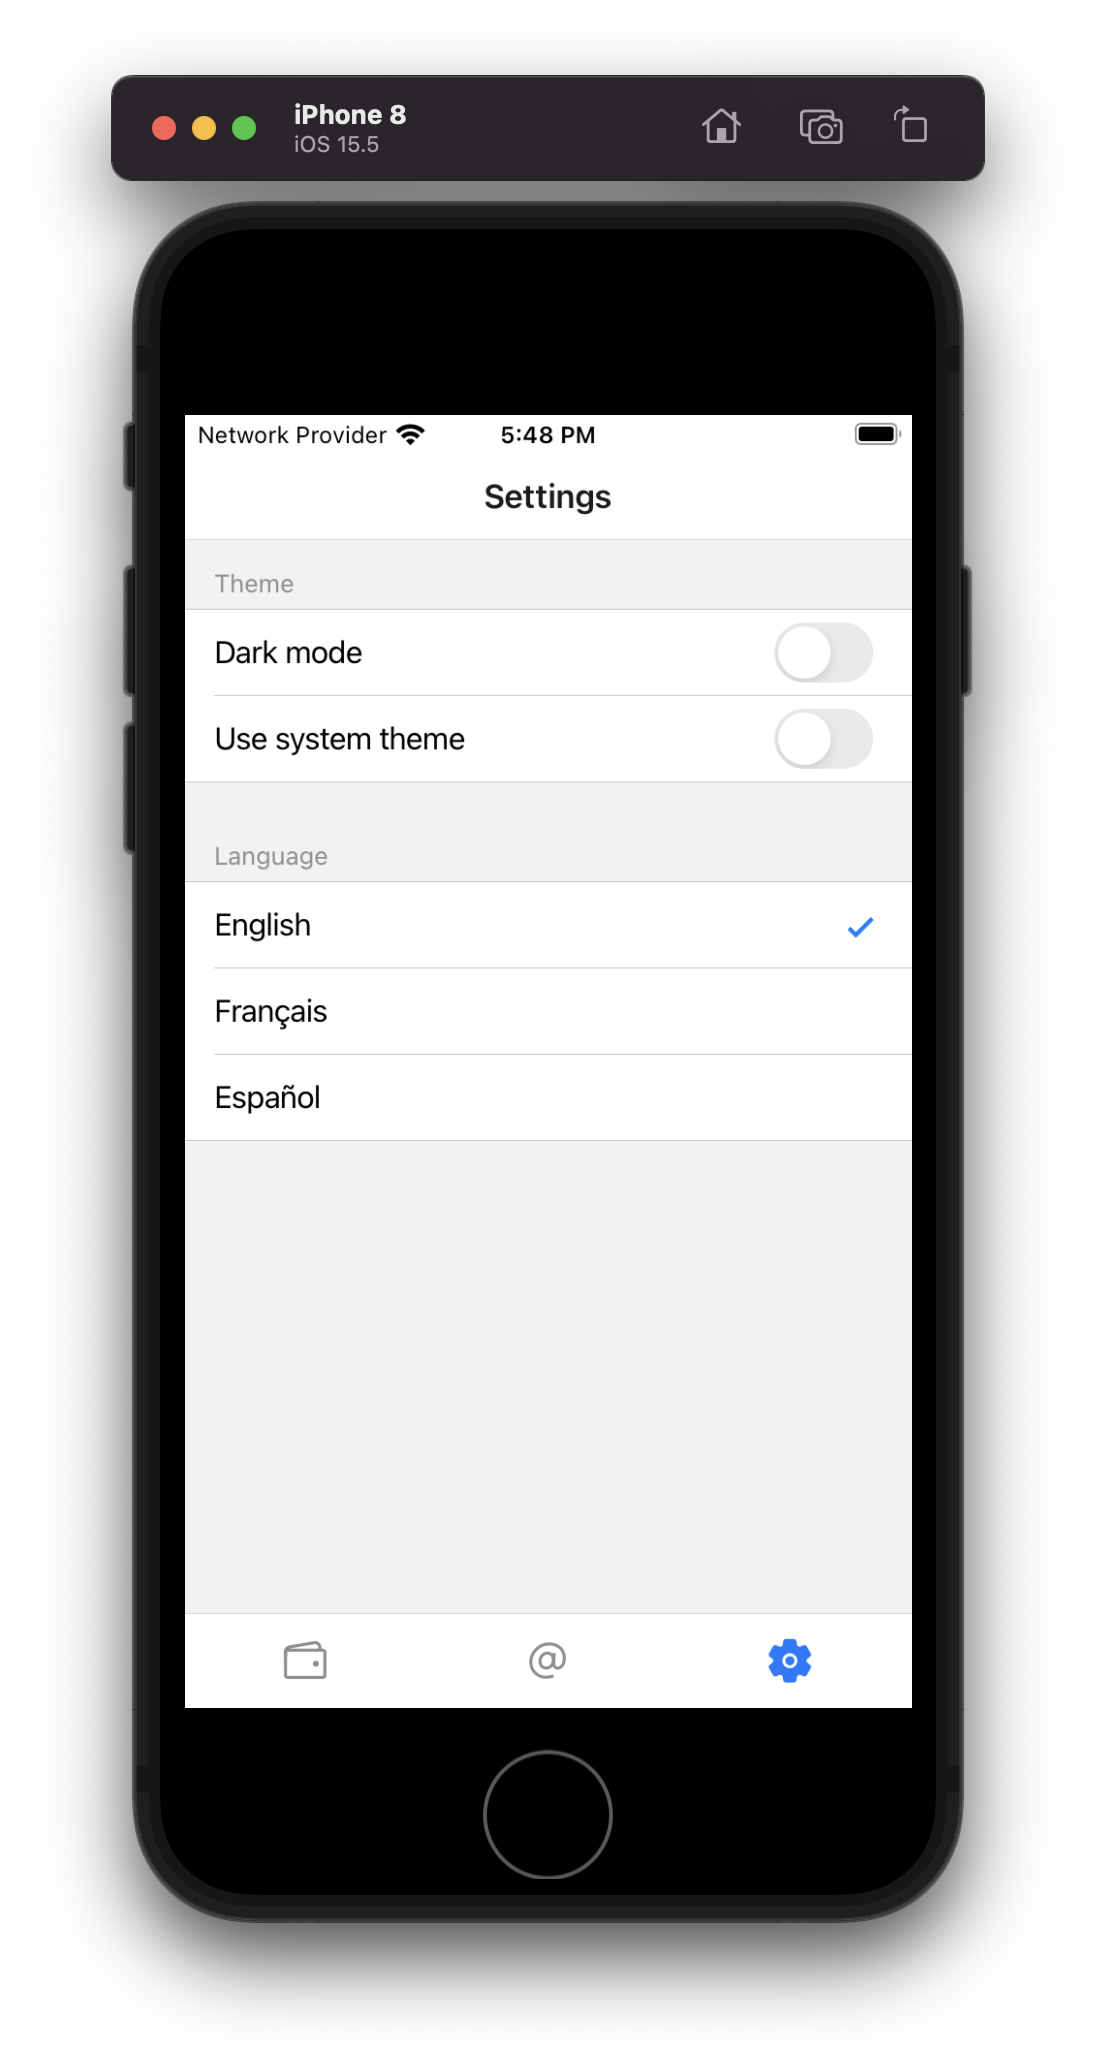 iPhone 8
iOS 15.5
Network Provider 5:48 PM
Settings
Theme
Dark mode
Use system theme
Language
English
Français
Español
@